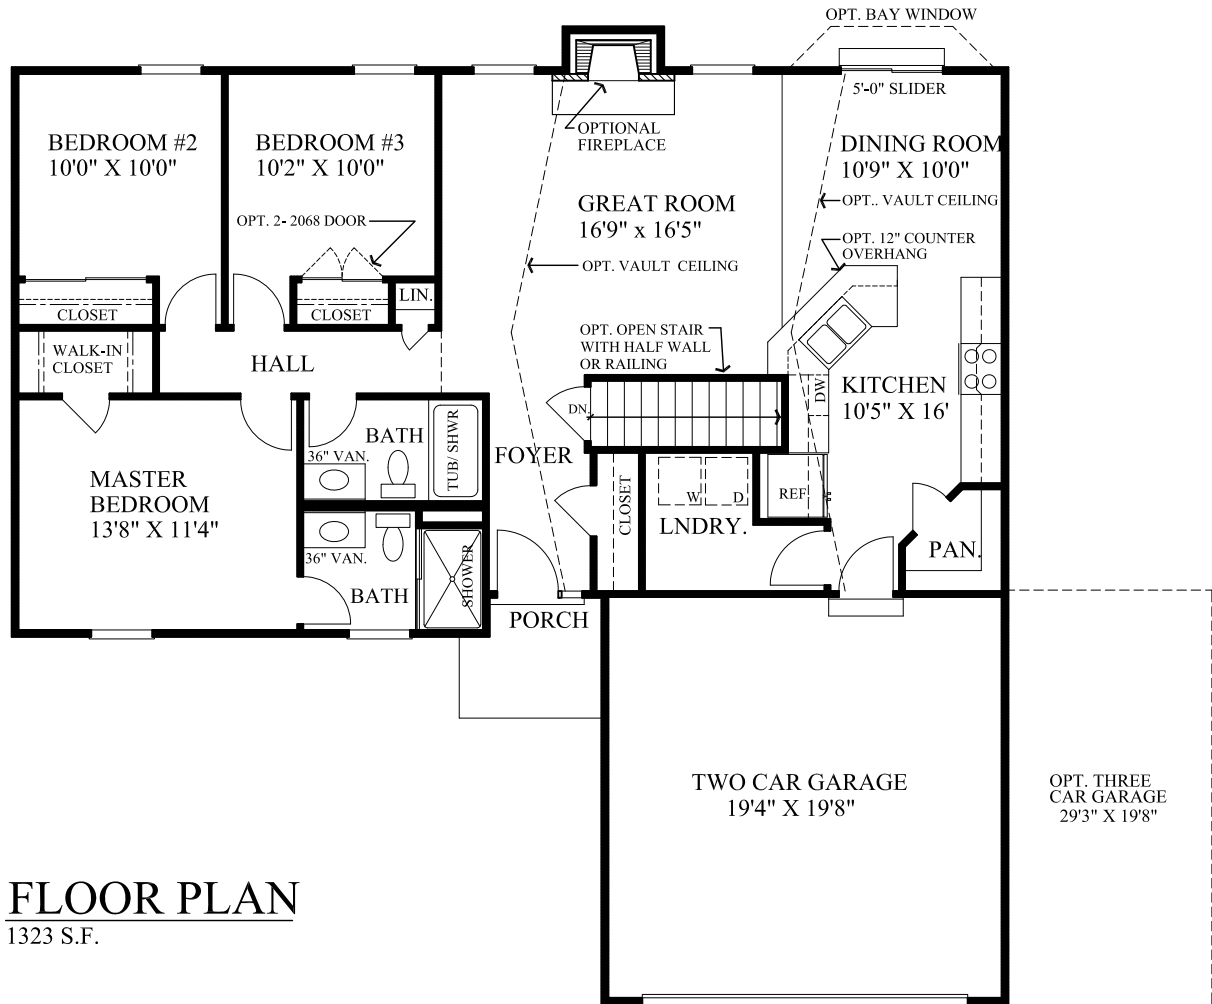 OPT. BAY WINDOW
5'-0" SLIDER
BEDROOM #2
10'0" X 10'0"
BEDROOM #3
10'2" X 10'0"
OPTIONAL
FIREPLACE
DINING ROOM
10'9" X 10'0"
OPT. 2- 2068 DOOR
GREAT ROOM
16'9" x 16'5"
OPT.. VAULT CEILING
OPT. 12" COUNTER
OVERHANG
OPT. VAULT CEILING
CLOSET
CLOSET
LIN.
WALK-IN
CLOSET
HALL
OPT. OPEN STAIR
WITH HALF WALL
OR RAILING
DW
KITCHEN
10'5" X 16'
DN.
BATH
36" VAN.
TUB/ SHWR
FOYER
MASTER
BEDROOM
13'8" X 11'4"
CLOSET
W
D
REF
LNDRY.
PAN.
36" VAN.
BATH
SHOWER
PORCH
TWO CAR GARAGE
19'4" X 19'8"
OPT. THREE
CAR GARAGE
29'3" X 19'8"
FLOOR PLAN
1323 S.F.